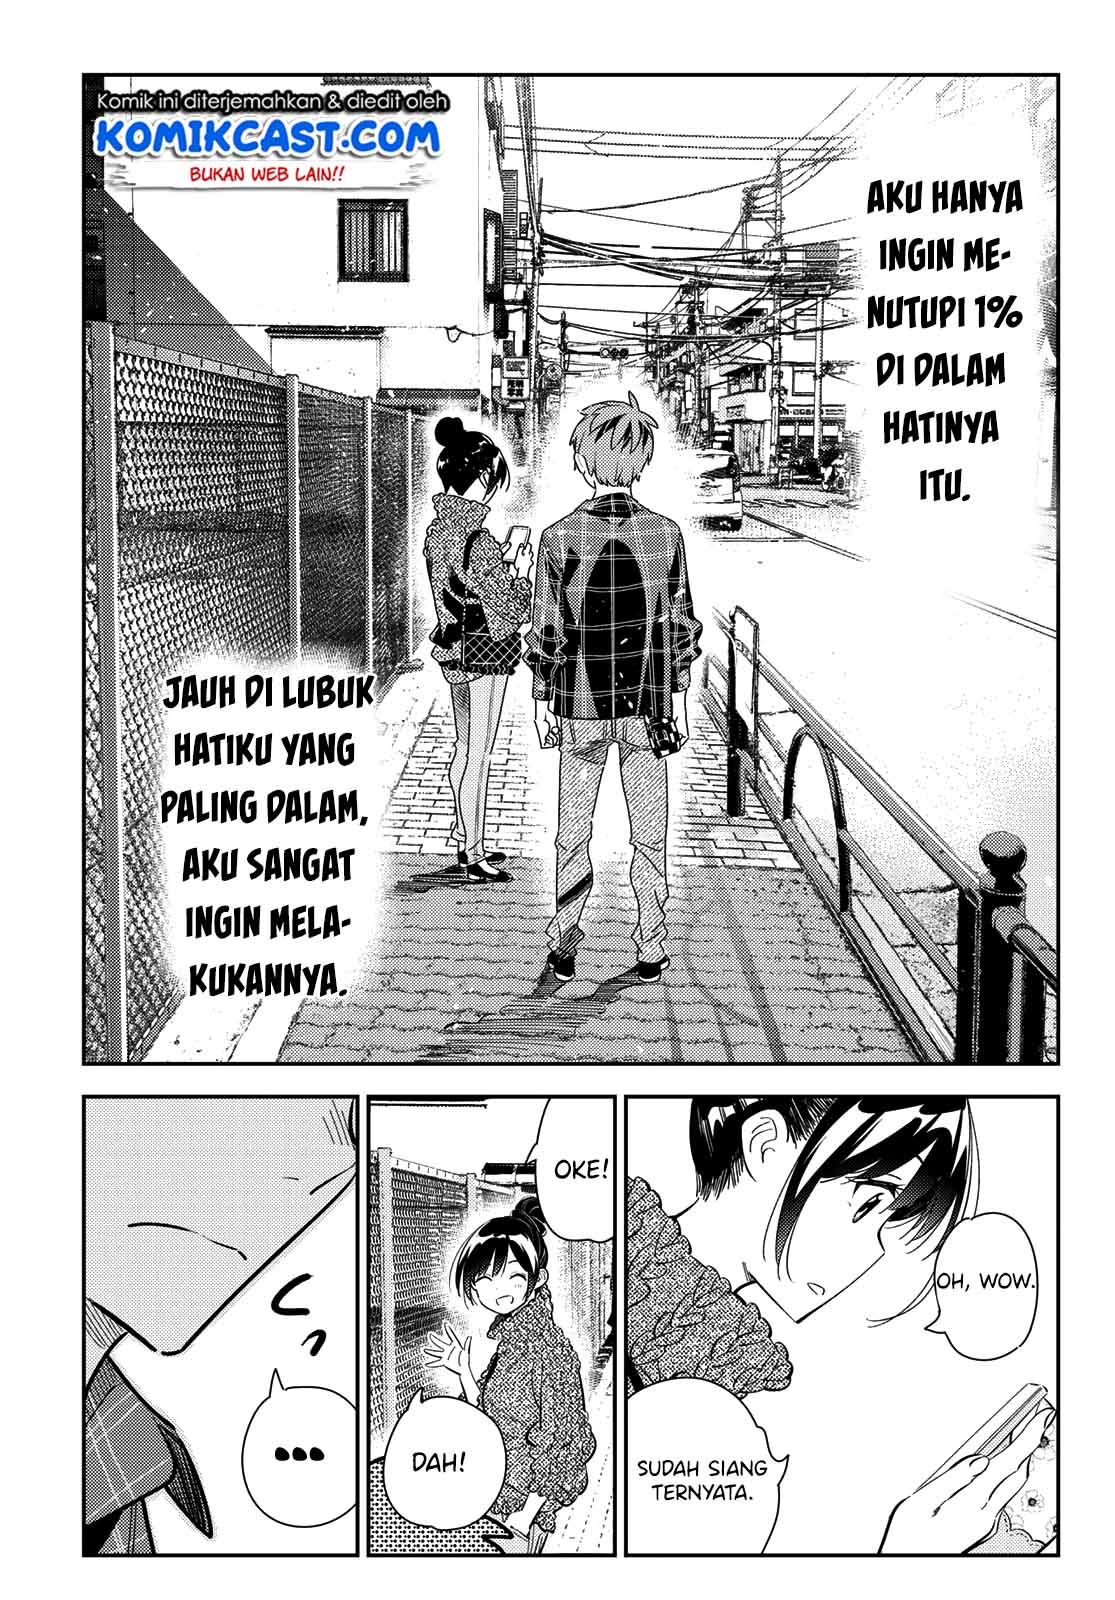 Komik ini diterjemahkan & diedit oleh
KOMIKCAST.COM
BUKAN WEB LAIN!!
AKU HANYA
INGIN ME-
NUTUPI 1%
DI DALAM
HATINYA
ITU.
JAUH DI LUBUK
HATIKU YANG
PALING DALAM,
AKU SANGAT
INGIN MELA-
KUKANNYA.
OH, WOW.
SUDAH SIANG
TERNYATA.
OKE!
DAH!
•••